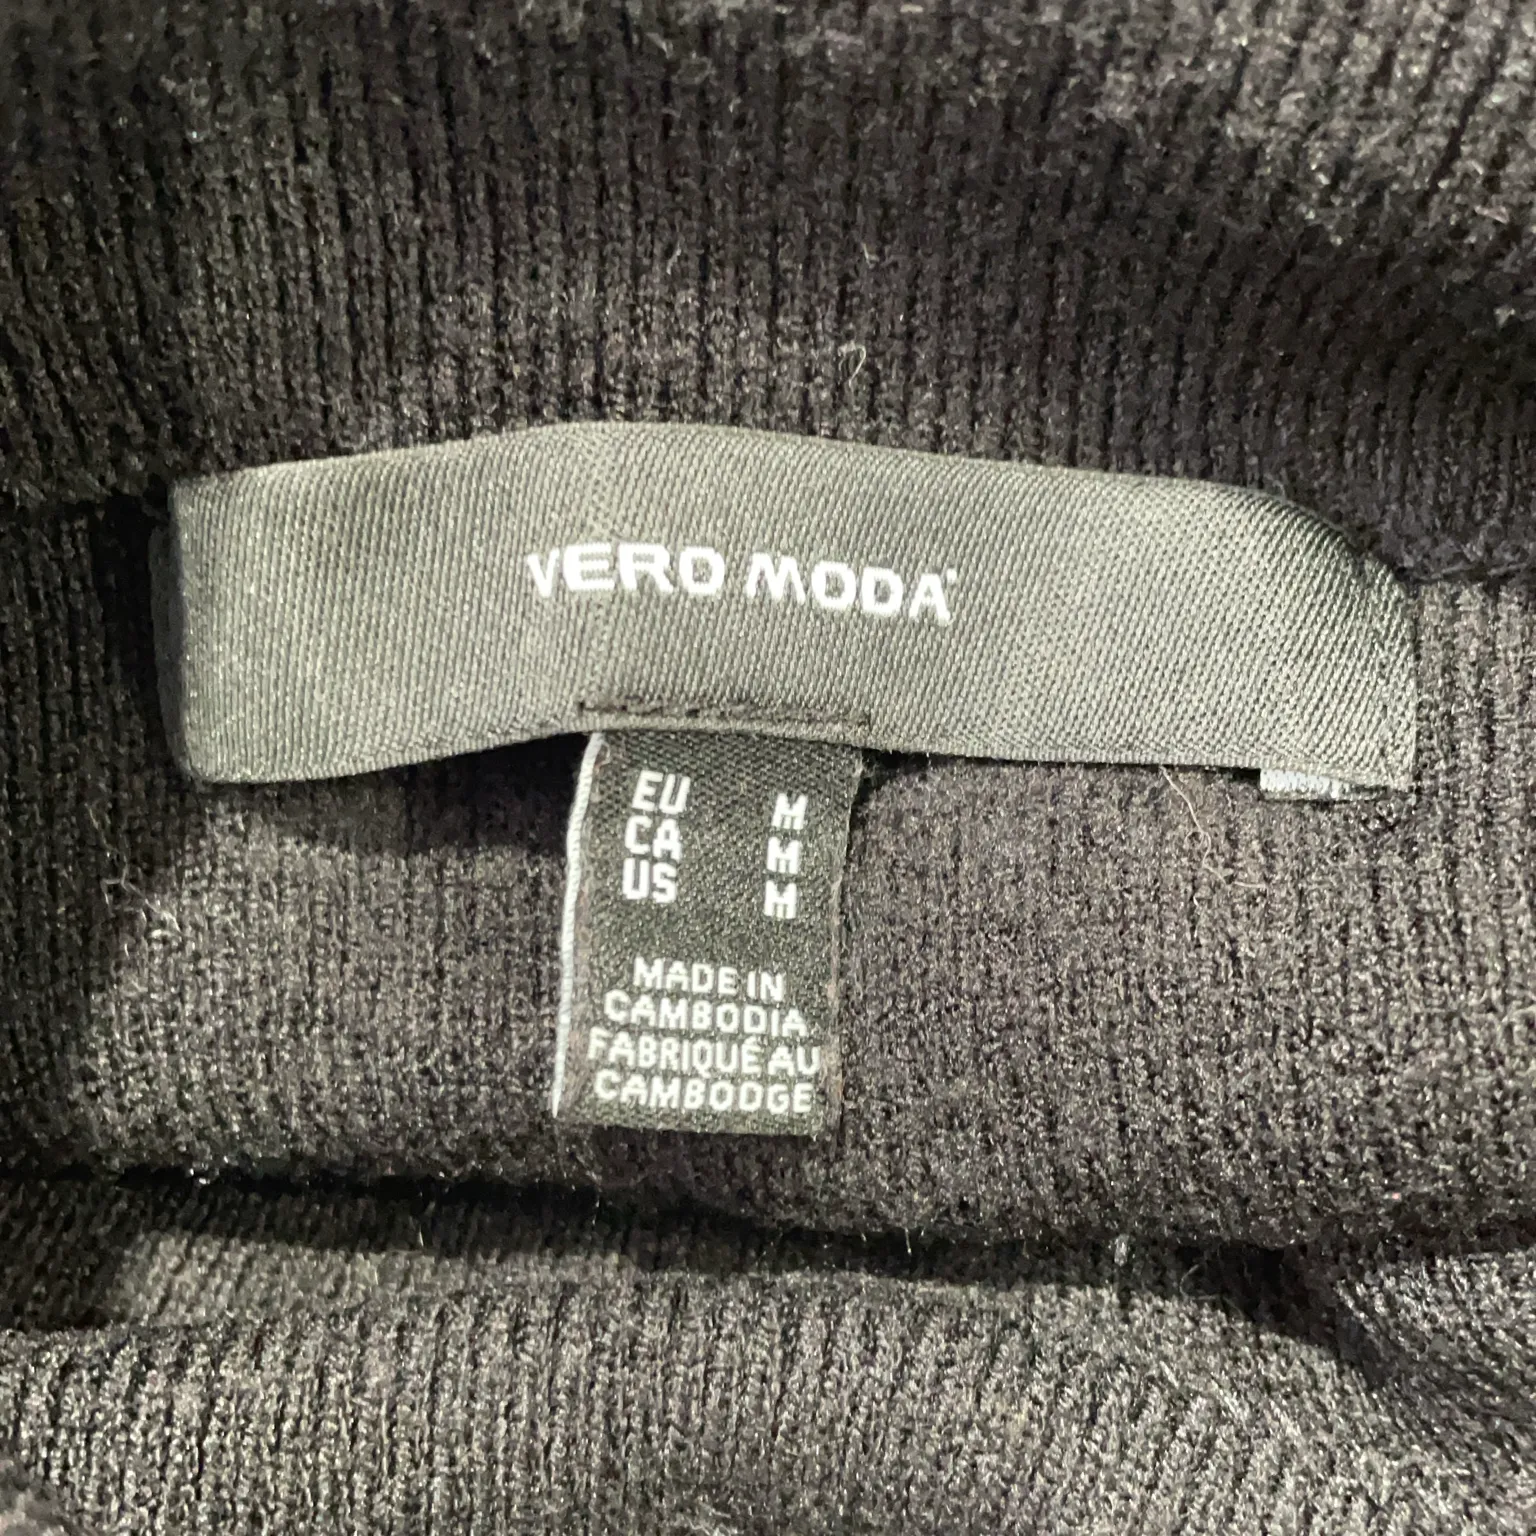 VERO MODA
EU M
CA M
US M
MADE IN
CAMBODIA
FABRIQUÉ AU
CAMBODGE